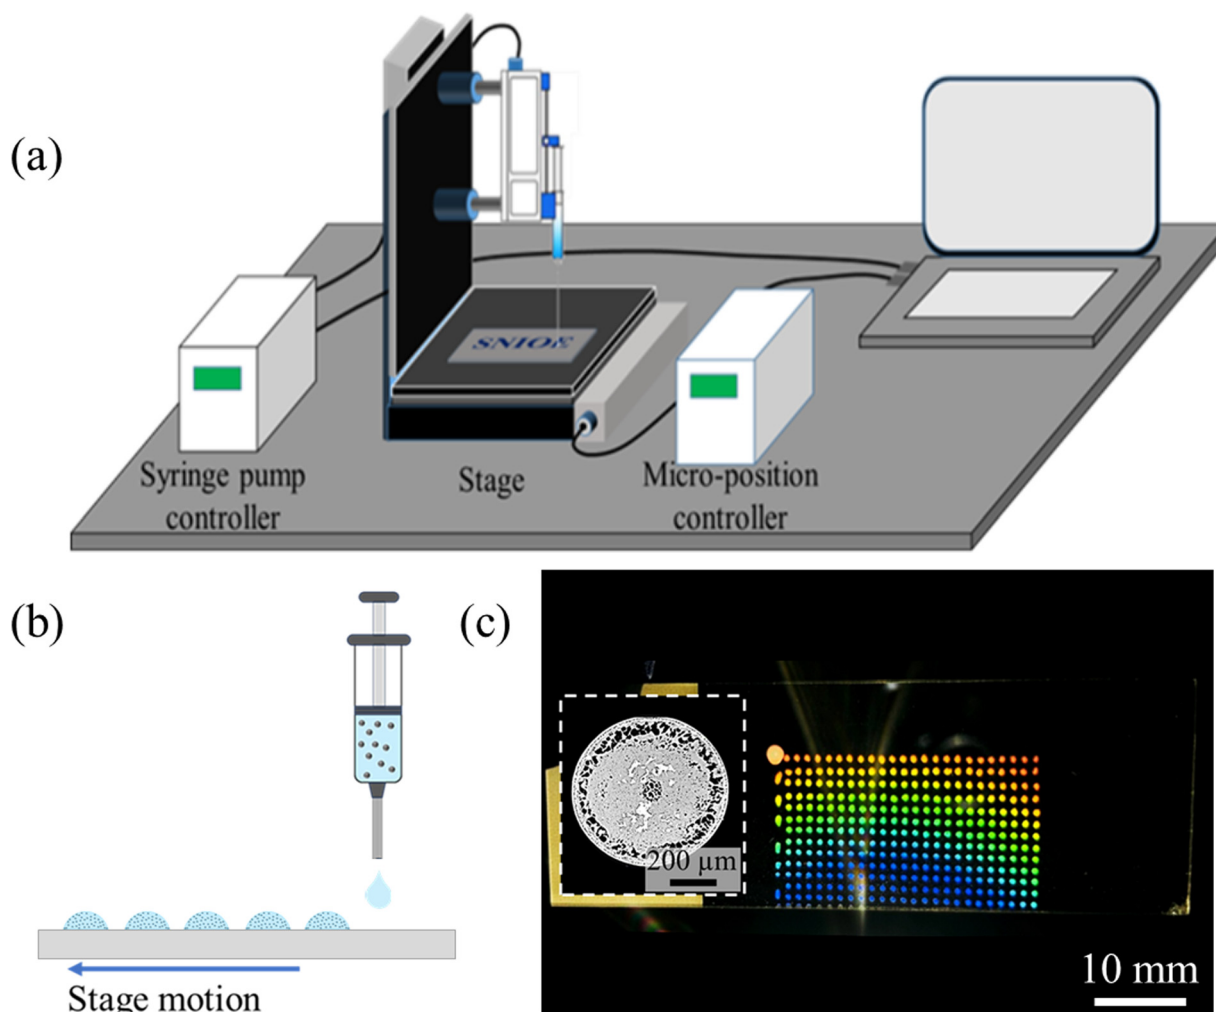 (a)
SNIOE
Syringe pump
controller
Stage
Micro-position
controller
(b)
Stage motion
(c)
200 µm
10 mm